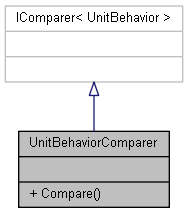 IComparer< UnitBehavior >
UnitBehaviorComparer
+ Compare()